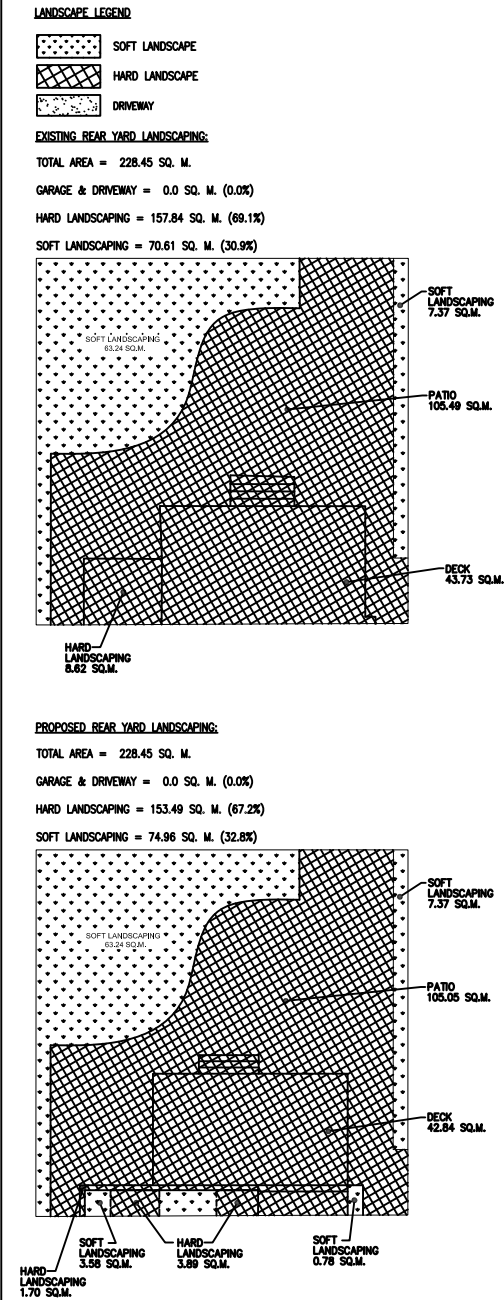 LANDSCAPE LEGEND
SOFT LANDSCAPE
HARD LANDSCAPE
DRIVEWAY
EXISTING REAR YARD LANDSCAPING:
TOTAL AREA = 228.45 SQ. M.
GARAGE & DRIVEWAY = 0.0 SQ. M. (0.0%)
HARD LANDSCAPING = 157.84 SQ. M. (69.1%)
SOFT LANDSCAPING = 70.61 SQ. M. (30.9%)
SOFT
LANDSCAPING
7.37 SQ.M.
SOFT LANDSCAPING
63.24 SQ.M.
PATIO
105.49 SQ.M.
DECK
43.73 SQ.M.
HARD
LANDSCAPING
8.62 SQ.M.
PROPOSED REAR YARD LANDSCAPING:
TOTAL AREA = 228.45 SQ. M.
GARAGE & DRIVEWAY = 0.0 SQ. M. (0.0%)
HARD LANDSCAPING = 153.49 SQ. M. (67.2%)
SOFT LANDSCAPING = 74.96 SQ. M. (32.8%)
SOFT
LANDSCAPING
7.37 SQ.M.
SOFT LANDSCAPING
63.24 SQ.M.
PATIO
105.05 SQ.M.
DECK
42.84 SQ.M.
SOFT
LANDSCAPING
3.58 SQ.M.
HARD
LANDSCAPING
3.89 SQ.M.
SOFT
LANDSCAPING
0.78 SQ.M.
HARD
LANDSCAPING
1.70 SQ.M.